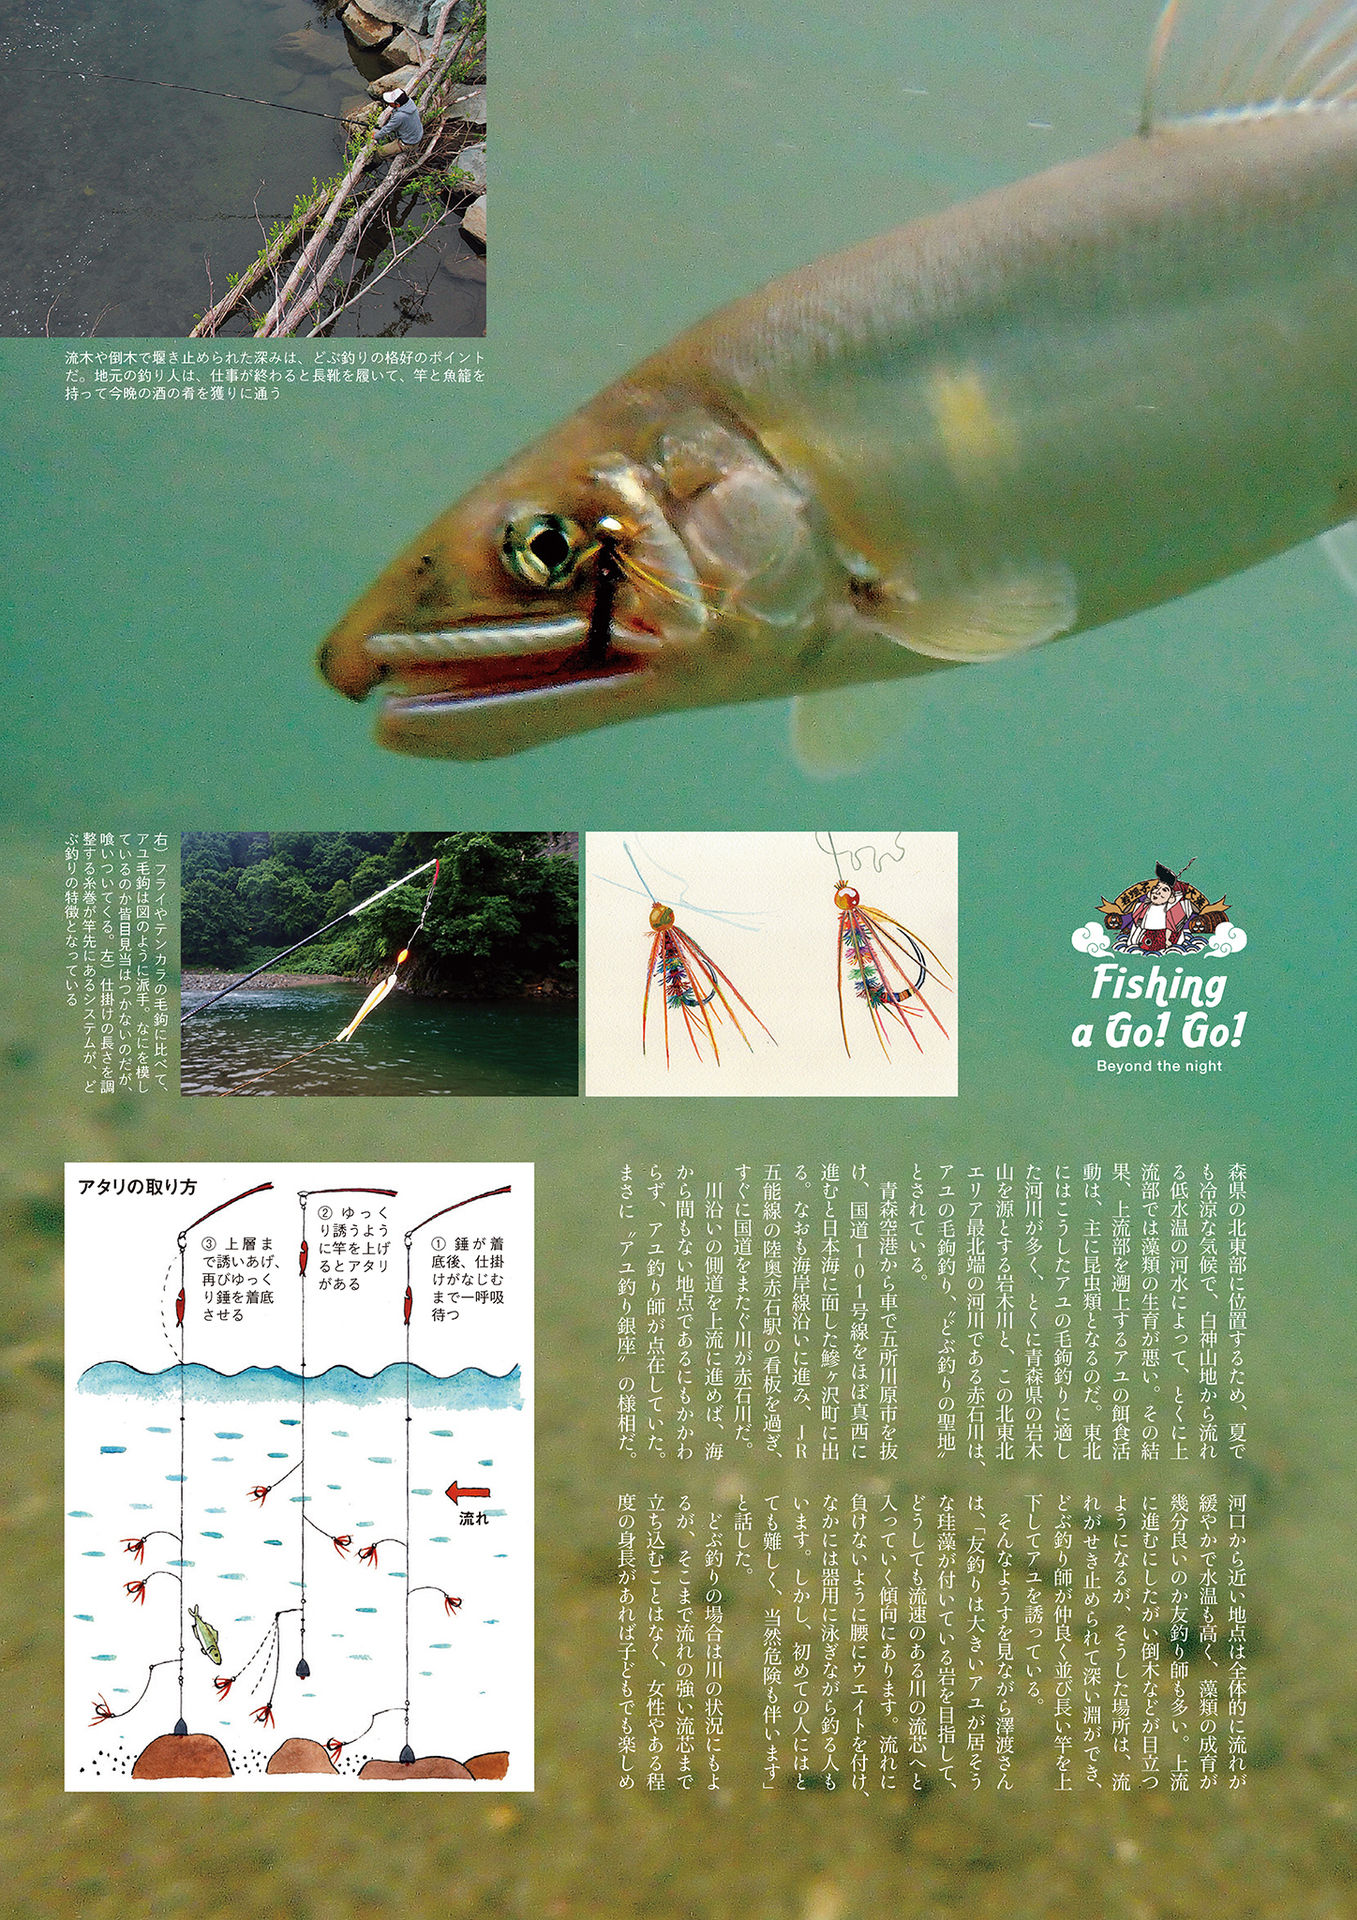 流木や倒木で堰き止められた深みは、どぶ釣りの格好のポイント
だ。地元の釣り人は、仕事が終わると長靴を履いて、竿と魚籠を
持って今晩の酒の肴を獲りに通う
右）フライやテンカラの毛鉤に比べて、
アユ毛鉤は図のように派手。なにを模し
ているのか皆目見当はつかないのだが、
喰いついてくる。左）仕掛けの長さを調
整する糸巻が竿先にあるシステムが、ど
ぶ釣りの特徴となっている
Fishing
a Go! Go!
Beyond the night
森県の北東部に位置するため、夏で
も冷涼な気候で、白神山地から流れ
る低水温の河水によって、とくに上
流部では藻類の生育が悪い。その結
果、上流部を遡上するアユの餌食活
動は、主に昆虫類となるのだ。東北
にはこうしたアユの毛鉤釣りに適し
た河川が多く、とくに青森県の岩木
山を源とする岩木川と、この北東北
エリア最北端の河川である赤石川は、
アユの毛鉤釣り、〝どぶ釣りの聖地〟
とされている。
青森空港から車で五所川原市を抜
け、国道101号線をほぼ真西に
進むと日本海に面した鰺ヶ沢町に出
る。なおも海岸線沿いに進み、JR
五能線の陸奥赤石駅の看板を過ぎ、
すぐに国道をまたぐ川が赤石川だ。
川沿いの側道を上流に進めば、海
から間もない地点であるにもかかわ
らず、アユ釣り師が点在していた。
まさに〝アユ釣り銀座〟の様相だ。
河口から近い地点は全体的に流れが
緩やかで水温も高く、藻類の成育が
幾分良いのか友釣り師も多い。上流
に進むにしたがい倒木などが目立つ
ようになるが、そうした場所は、流
れがせき止められて深い淵ができ、
どぶ釣り師が仲良く並び長い竿を上
下してアユを誘っている。
そんなようすを見ながら澤渡さん
は、「友釣りは大きいアユが居そう
な珪藻が付いている岩を目指して、
どうしても流速のある川の流芯へと
入っていく傾向にあります。流れに
負けないように腰にウエイトを付け、
なかには器用に泳ぎながら釣る人も
います。しかし、初めての人にはと
ても難しく、当然危険も伴います」
と話した。
どぶ釣りの場合は川の状況にもよ
るが、そこまで流れの強い流芯まで
立ち込むことはなく、女性やある程
度の身長があれば子どもでも楽しめ
アタリの取り方
① 錘が着
底後、仕掛
けがなじむ
まで一呼吸
待つ
② ゆっく
り誘うよう
に竿を上げ
るとアタリ
がある
③ 上層ま
で誘いあげ、
再びゆっく
り錘を着底
させる
流れ